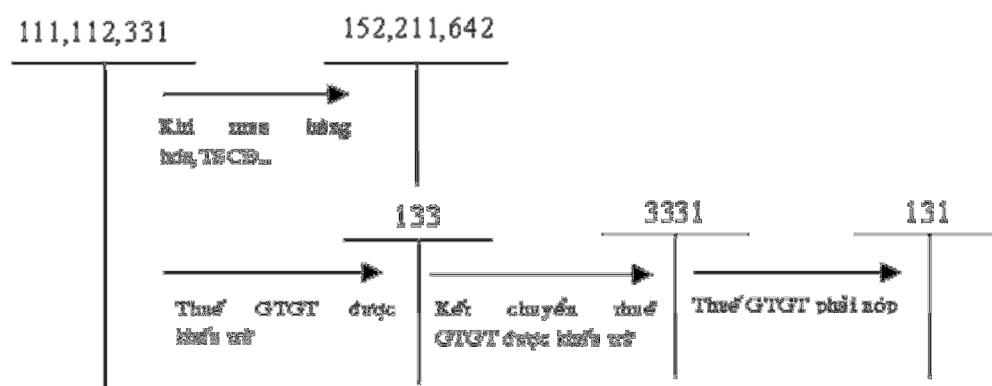 111,112,331
152,211,642
Khi mua hàng
hóa,TSCĐ...
133
3331
131
Thuế GTGT được
khấu trừ
Kết chuyển thuế
GTGT được khấu trừ
Thuế GTGT phải nóp